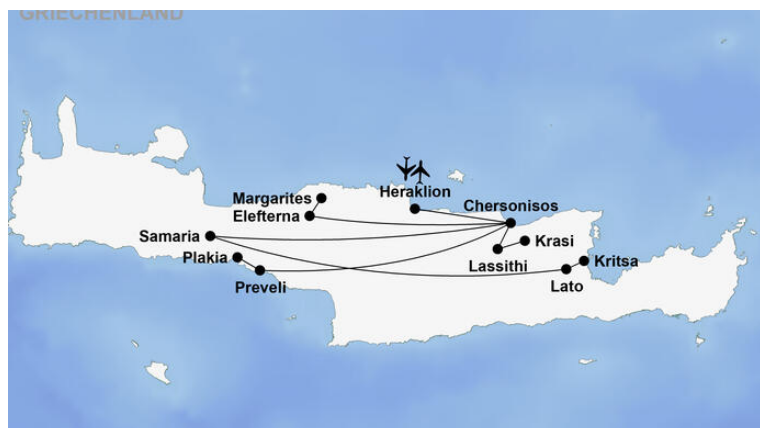 GRIECHENLAND
Margarites
Heraklion
Elefterna
Chersonisos
Samaria
Krasi
Plakia
Lassithi
Kritsa
Preveli
Lato